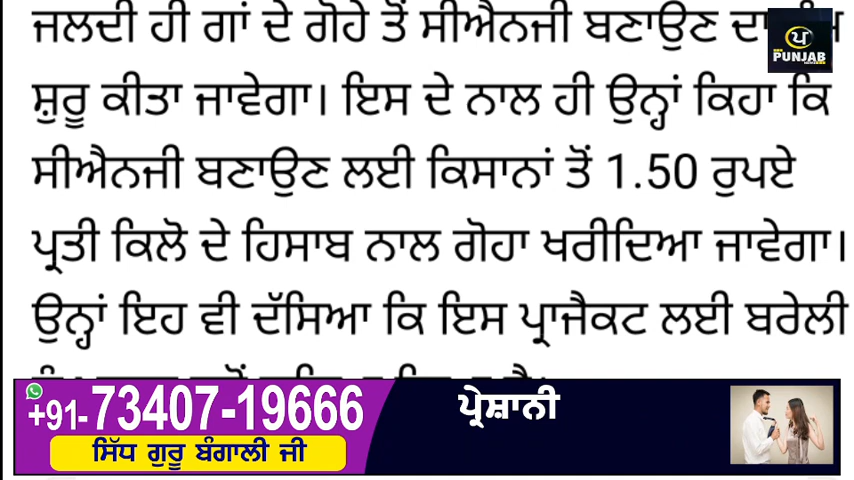 ਜਲਦੀ ਹੀ ਗਾਂ ਦੇ ਗੋਹੇ ਤੋਂ ਸੀਐਨਜੀ ਬਣਾਉਣ ਦਾ
ਸ਼ੁਰੂ ਕੀਤਾ ਜਾਵੇਗਾ। ਇਸ ਦੇ ਨਾਲ ਹੀ ਉਨ੍ਹਾਂ ਕਿਹਾ ਕਿ
ਸੀਐਨਜੀ ਬਣਾਉਣ ਲਈ ਕਿਸਾਨਾਂ ਤੋਂ 1.50 ਰੁਪਏ
ਪ੍ਰਤੀ ਕਿਲੋ ਦੇ ਹਿਸਾਬ ਨਾਲ ਗੋਹਾ ਖਰੀਦਿਆ ਜਾਵੇਗਾ।
ਉਨ੍ਹਾਂ ਇਹ ਵੀ ਦੱਸਿਆ ਕਿ ਇਸ ਪ੍ਰਾਜੈਕਟ ਲਈ ਬਰੇਲੀ
ਪ
PUNJAB
+91-73407-19666
ਸਿੱਧ ਗੁਰੂ ਬੰਗਾਲੀ ਜੀ
ਪ੍ਰੇਸ਼ਾਨੀ